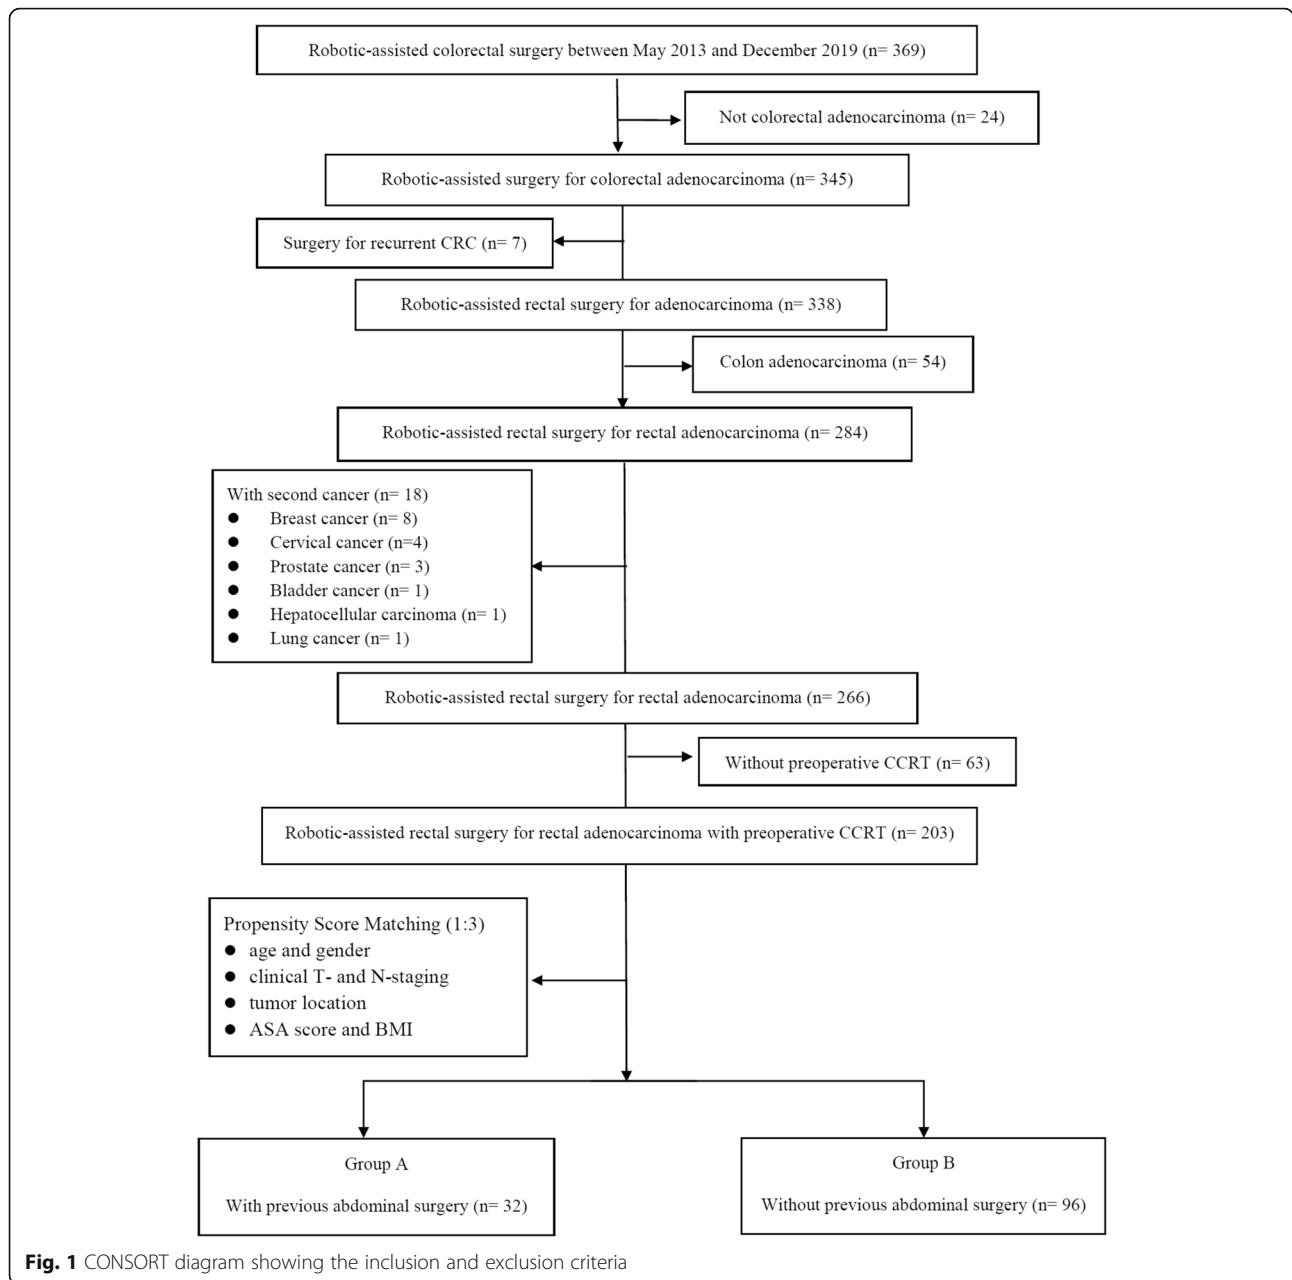 Robotic-assisted colorectal surgery between May 2013 and December 2019 (n= 369)
Not colorectal adenocarcinoma (n= 24)
Robotic-assisted surgery for colorectal adenocarcinoma (n= 345)
Surgery for recurrent CRC (n= 7)
Robotic-assisted rectal surgery for adenocarcinoma (n= 338)
Colon adenocarcinoma (n= 54)
Robotic-assisted rectal surgery for rectal adenocarcinoma (n= 284)
With second cancer (n= 18)
● Breast cancer (n= 8)
● Cervical cancer (n=4)
● Prostate cancer (n= 3)
● Bladder cancer (n= 1)
● Hepatocellular carcinoma (n= 1)
● Lung cancer (n= 1)
Robotic-assisted rectal surgery for rectal adenocarcinoma (n= 266)
Without preoperative CCRT (n= 63)
Robotic-assisted rectal surgery for rectal adenocarcinoma with preoperative CCRT (n= 203)
Propensity Score Matching (1:3)
● age and gender
● clinical T- and N-staging
● tumor location
● ASA score and BMI
Group A
With previous abdominal surgery (n= 32)
Group B
Without previous abdominal surgery (n= 96)
Fig. 1 CONSORT diagram showing the inclusion and exclusion criteria